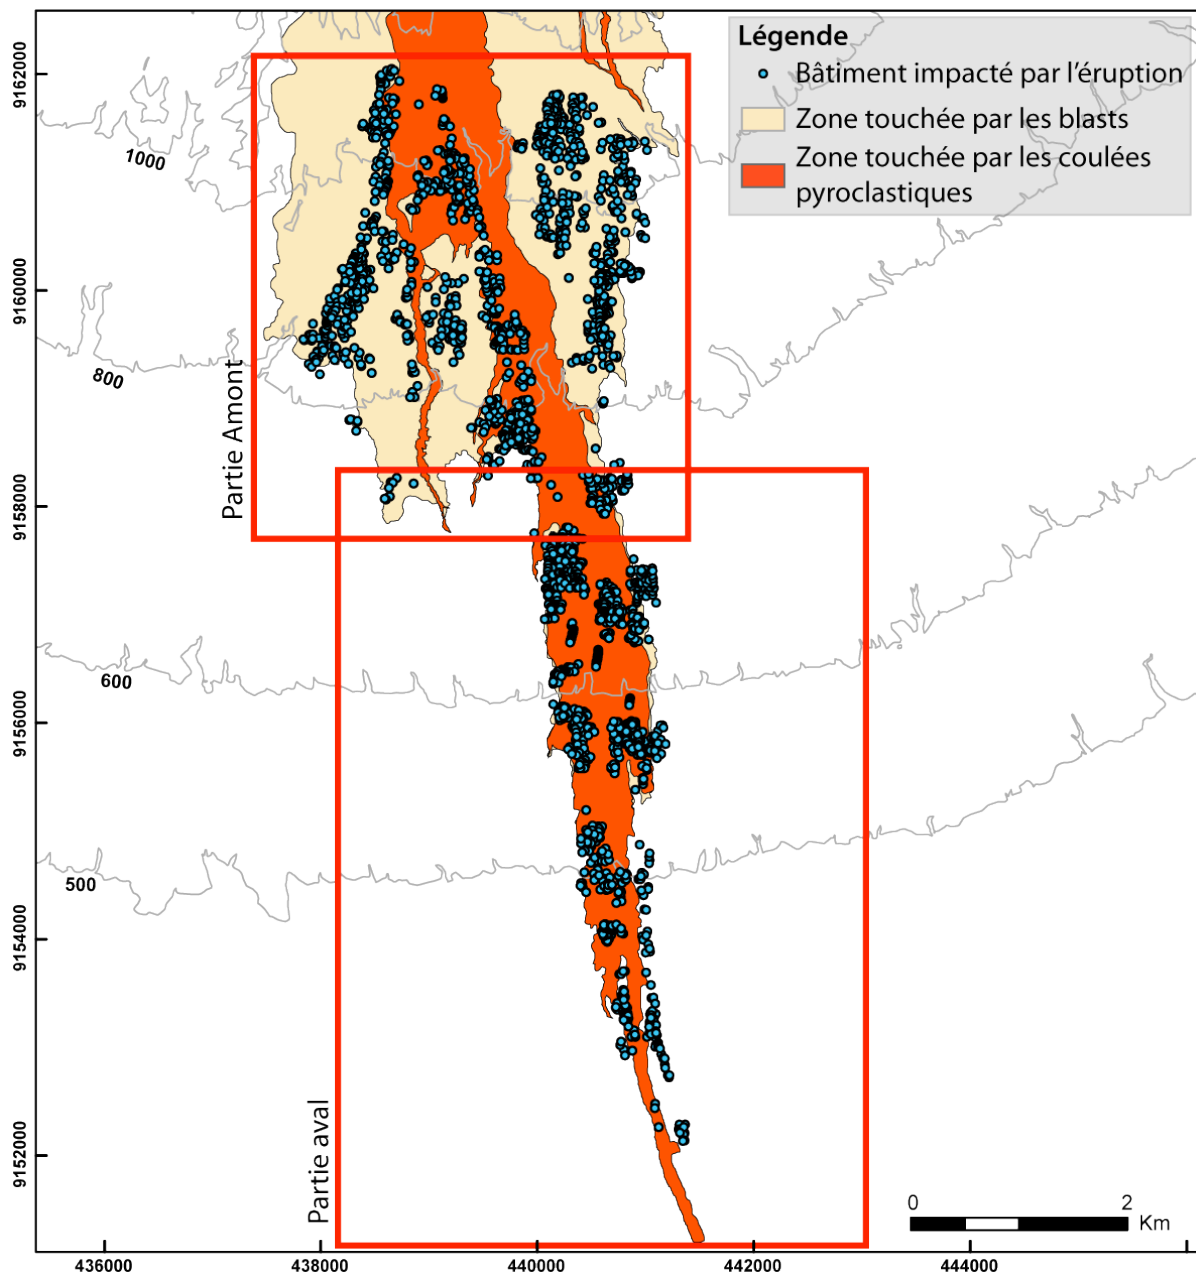 Légende
Bâtiment impacté par l'éruption
Zone touchée par les blasts
Zone touchée par les coulées
pyroclastiques
9162000
9160000
9158000
9156000
9154000
9152000
1000
800
600
500
Partie Amont
Partie aval
0 2
Km
436000 438000 440000 442000 444000